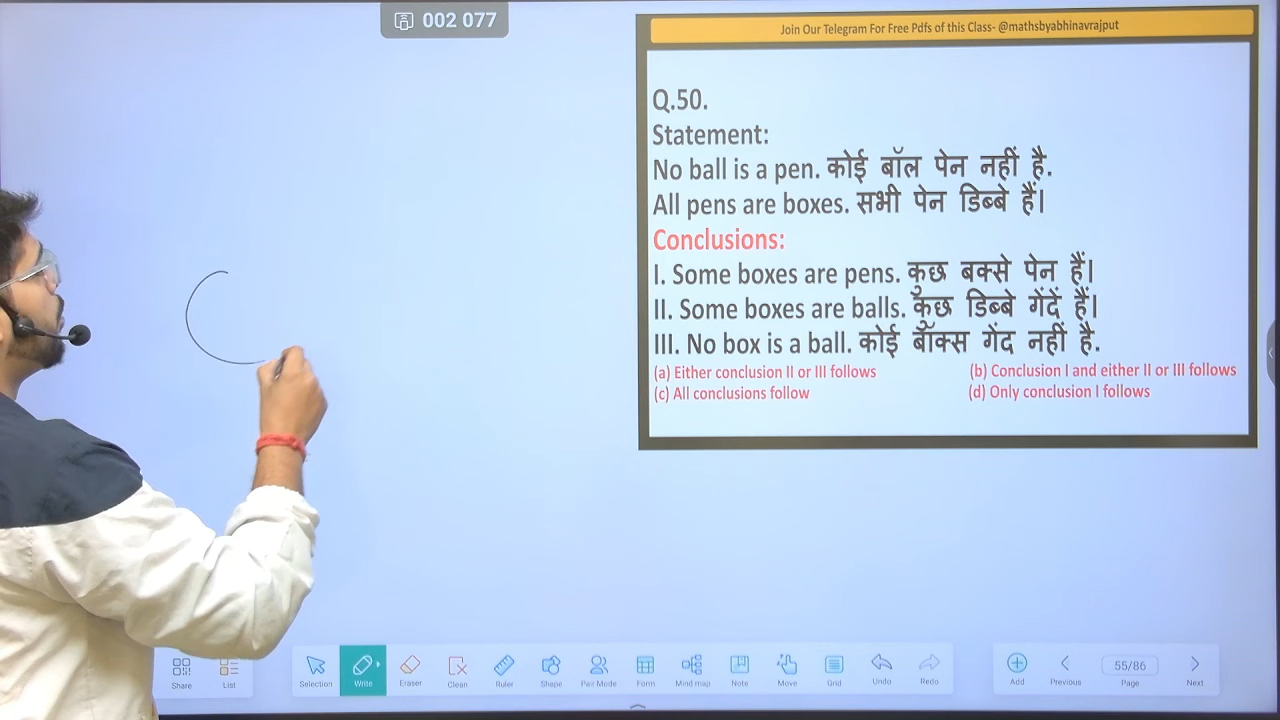 002 077
Join Our Telegram For Free Pdfs of this Class- @mathsbyabhinavrajput
Q.50.
Statement:
No ball is a pen. कोई बॉल पेन नहीं है.
All pens are boxes. सभी पेन डिब्बे हैं।
Conclusions:
I. Some boxes are pens. कुछ बक्से पेन हैं।
II. Some boxes are balls. कुछ डिब्बे गेंदें हैं।
III. No box is a ball. कोई बॉक्स गेंद नहीं है.
(a) Either conclusion II or III follows (b) Conclusion I and either II or III follows
(c) All conclusions follow (d) Only conclusion I follows
Share List Selection Write Eraser Clean Ruler Shape Pair Mode Form Mind map Note Move Grid Undo Redo Add Previous 55/86 Page Next